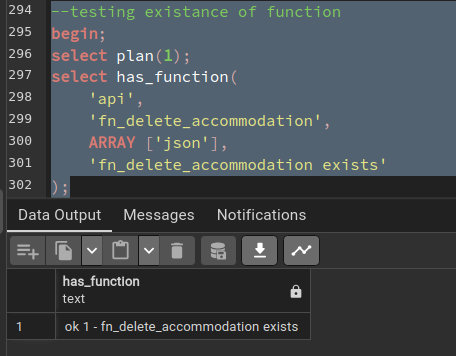 294 --testing existance of function
295 begin;
296 select plan(1);
297 select has_function(
298 'api',
299 'fn_delete_accommodation',
300 ARRAY ['json'],
301 'fn_delete_accommodation exists'
302 );
Data Output Messages Notifications
has_function
text
1 ok 1 - fn_delete_accommodation exists